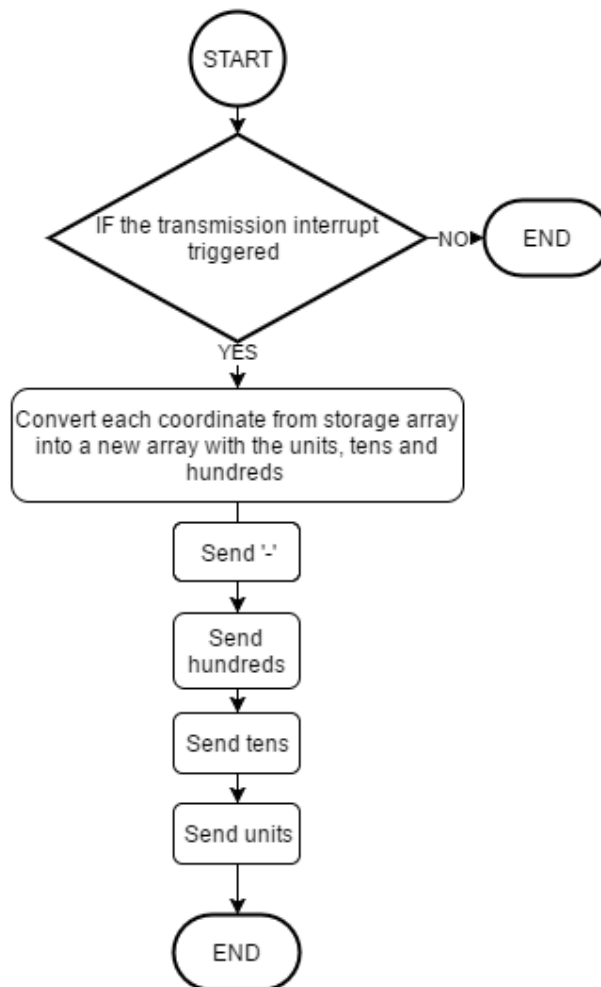 START
IF the transmission interrupt
triggered
NO
END
YES
Convert each coordinate from storage array
into a new array with the units, tens and
hundreds
Send '-'
Send
hundreds
Send tens
Send units
END